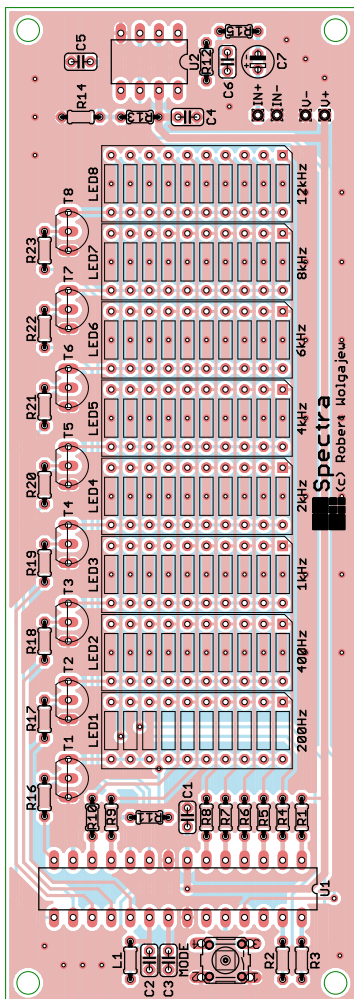 C5
R15
U2
R12
C6
C7
R14
R13
C4
IN+
IN-
V-
V+
LED8
12kHz
T8
R23
LED7
8kHz
T7
R22
LED6
6kHz
T6
R21
LED5
4kHz
T5
R20
LED4
2kHz
T4
R19
LED3
1kHz
T3
R18
LED2
400Hz
T2
R17
LED1
200Hz
T1
R16
Spectra
(c) Robert Wolgajew
R10
R9
C1
R8
R7
R6
R5
R4
R1
U1
L1
C2
C3
MODE
R2
R3